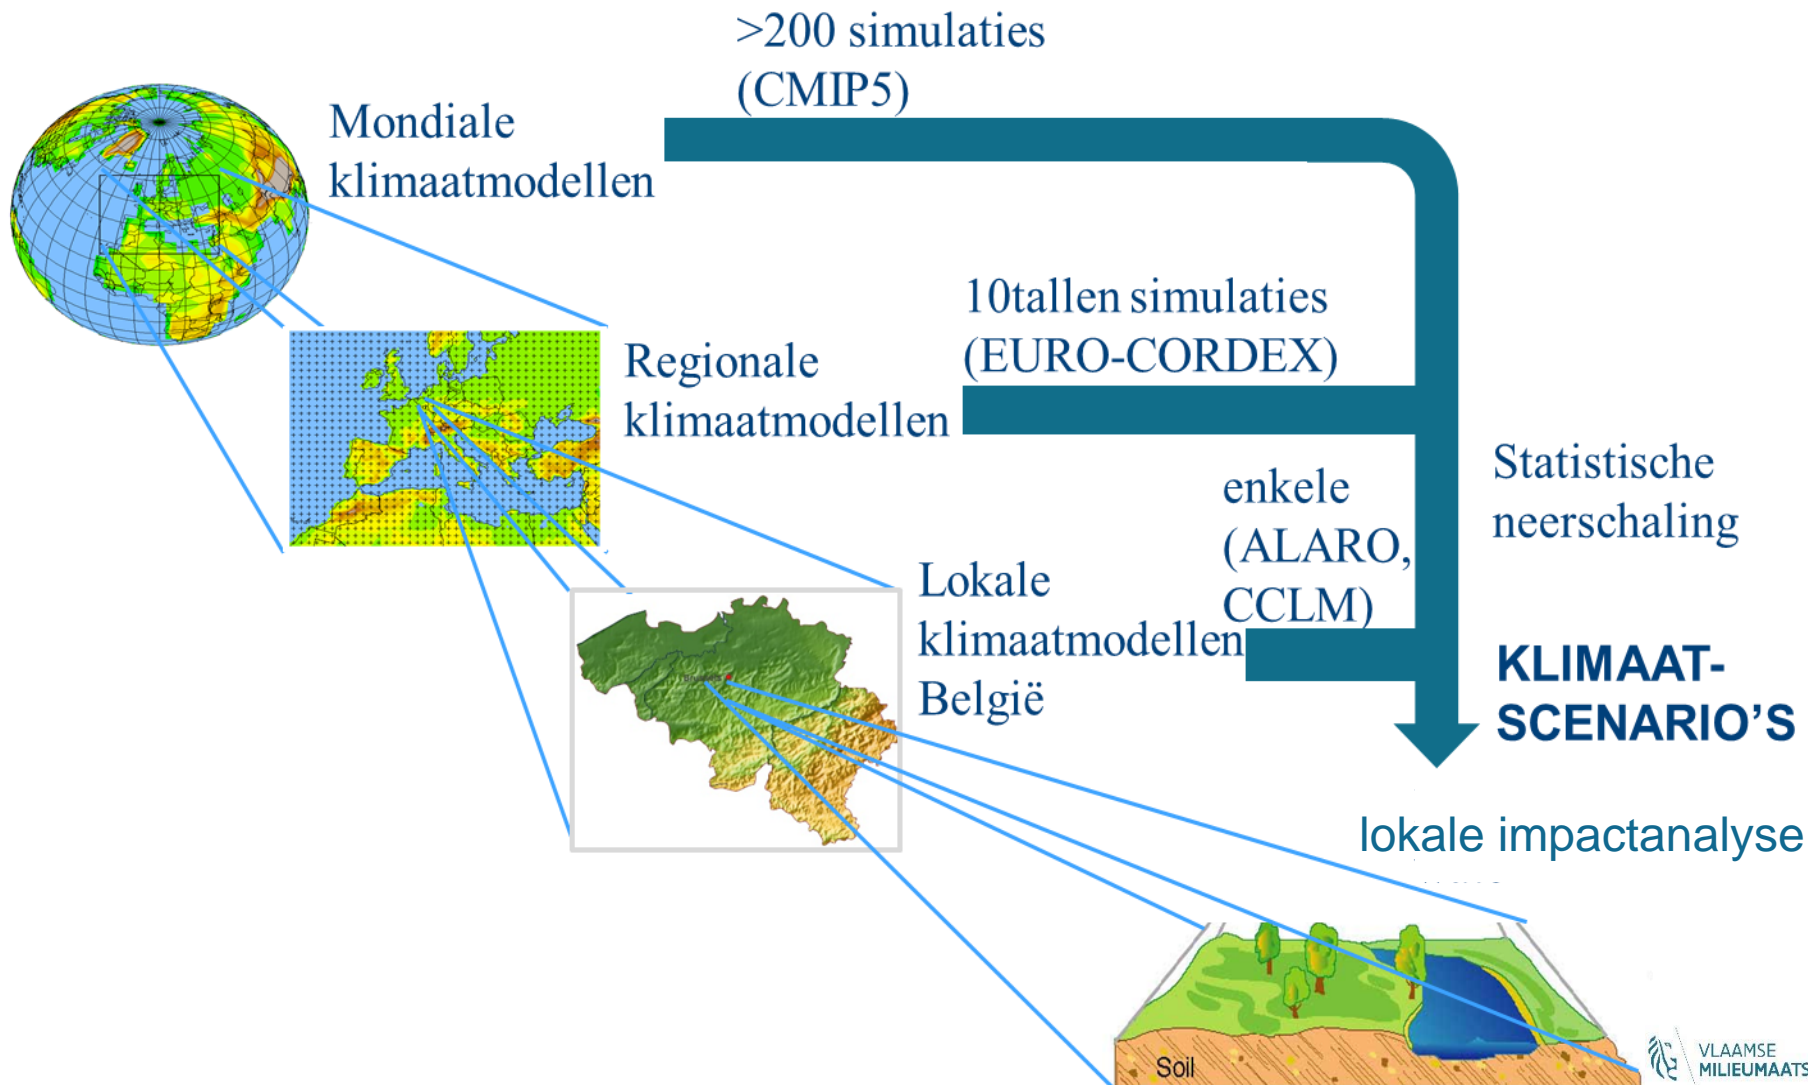 >200 simulaties
(CMIP5)
Mondiale
klimaatmodellen
10tallen simulaties
(EURO-CORDEX)
Regionale
klimaatmodellen
Statistische
neerschaling
enkele
(ALARO,
CCLM)
Lokale
klimaatmodellen
België
KLIMAAT-
SCENARIO'S
lokale impactanalyse
Soil
VLAAMSE
MILIEUMAATS